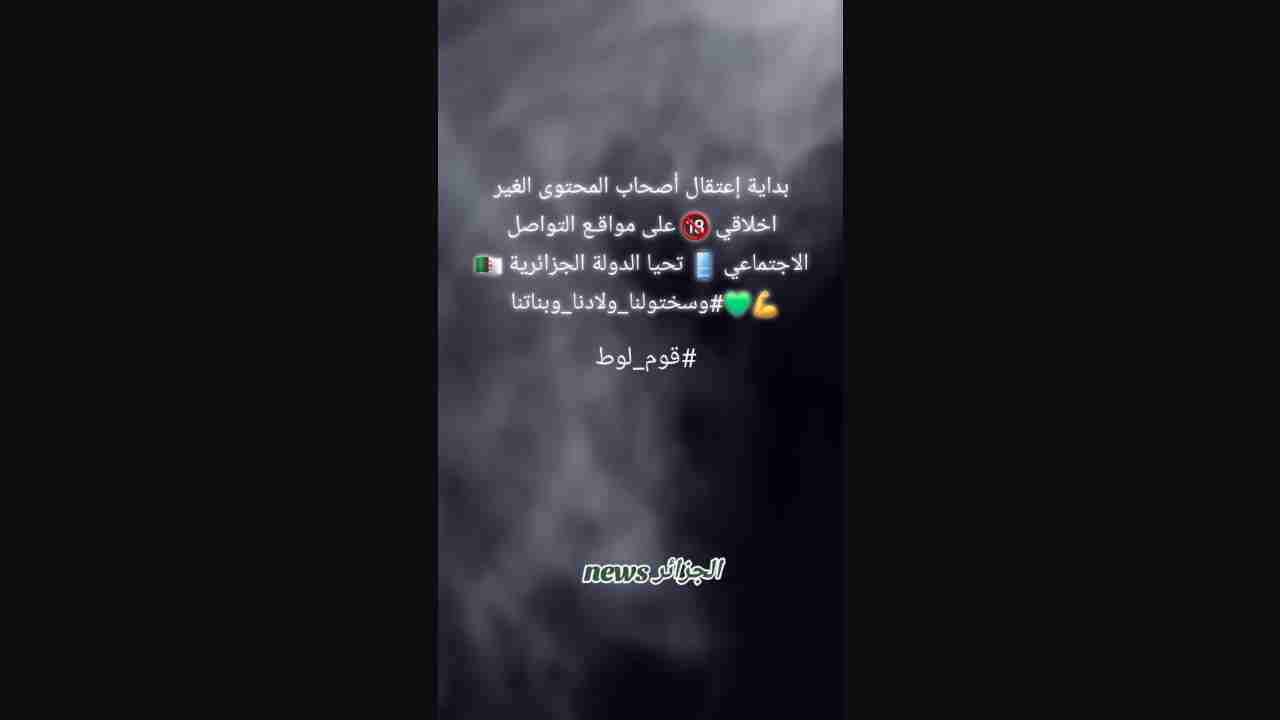 بداية إعتقال أصحاب المحتوى الغير
اخلاقي 🔞 على مواقع التواصل
الاجتماعي 📱 تحيا الدولة الجزائرية 🇩🇿
💪💚#وسختولنا_ولادنا_وبناتنا
#قوم_لوط
الجزائر news